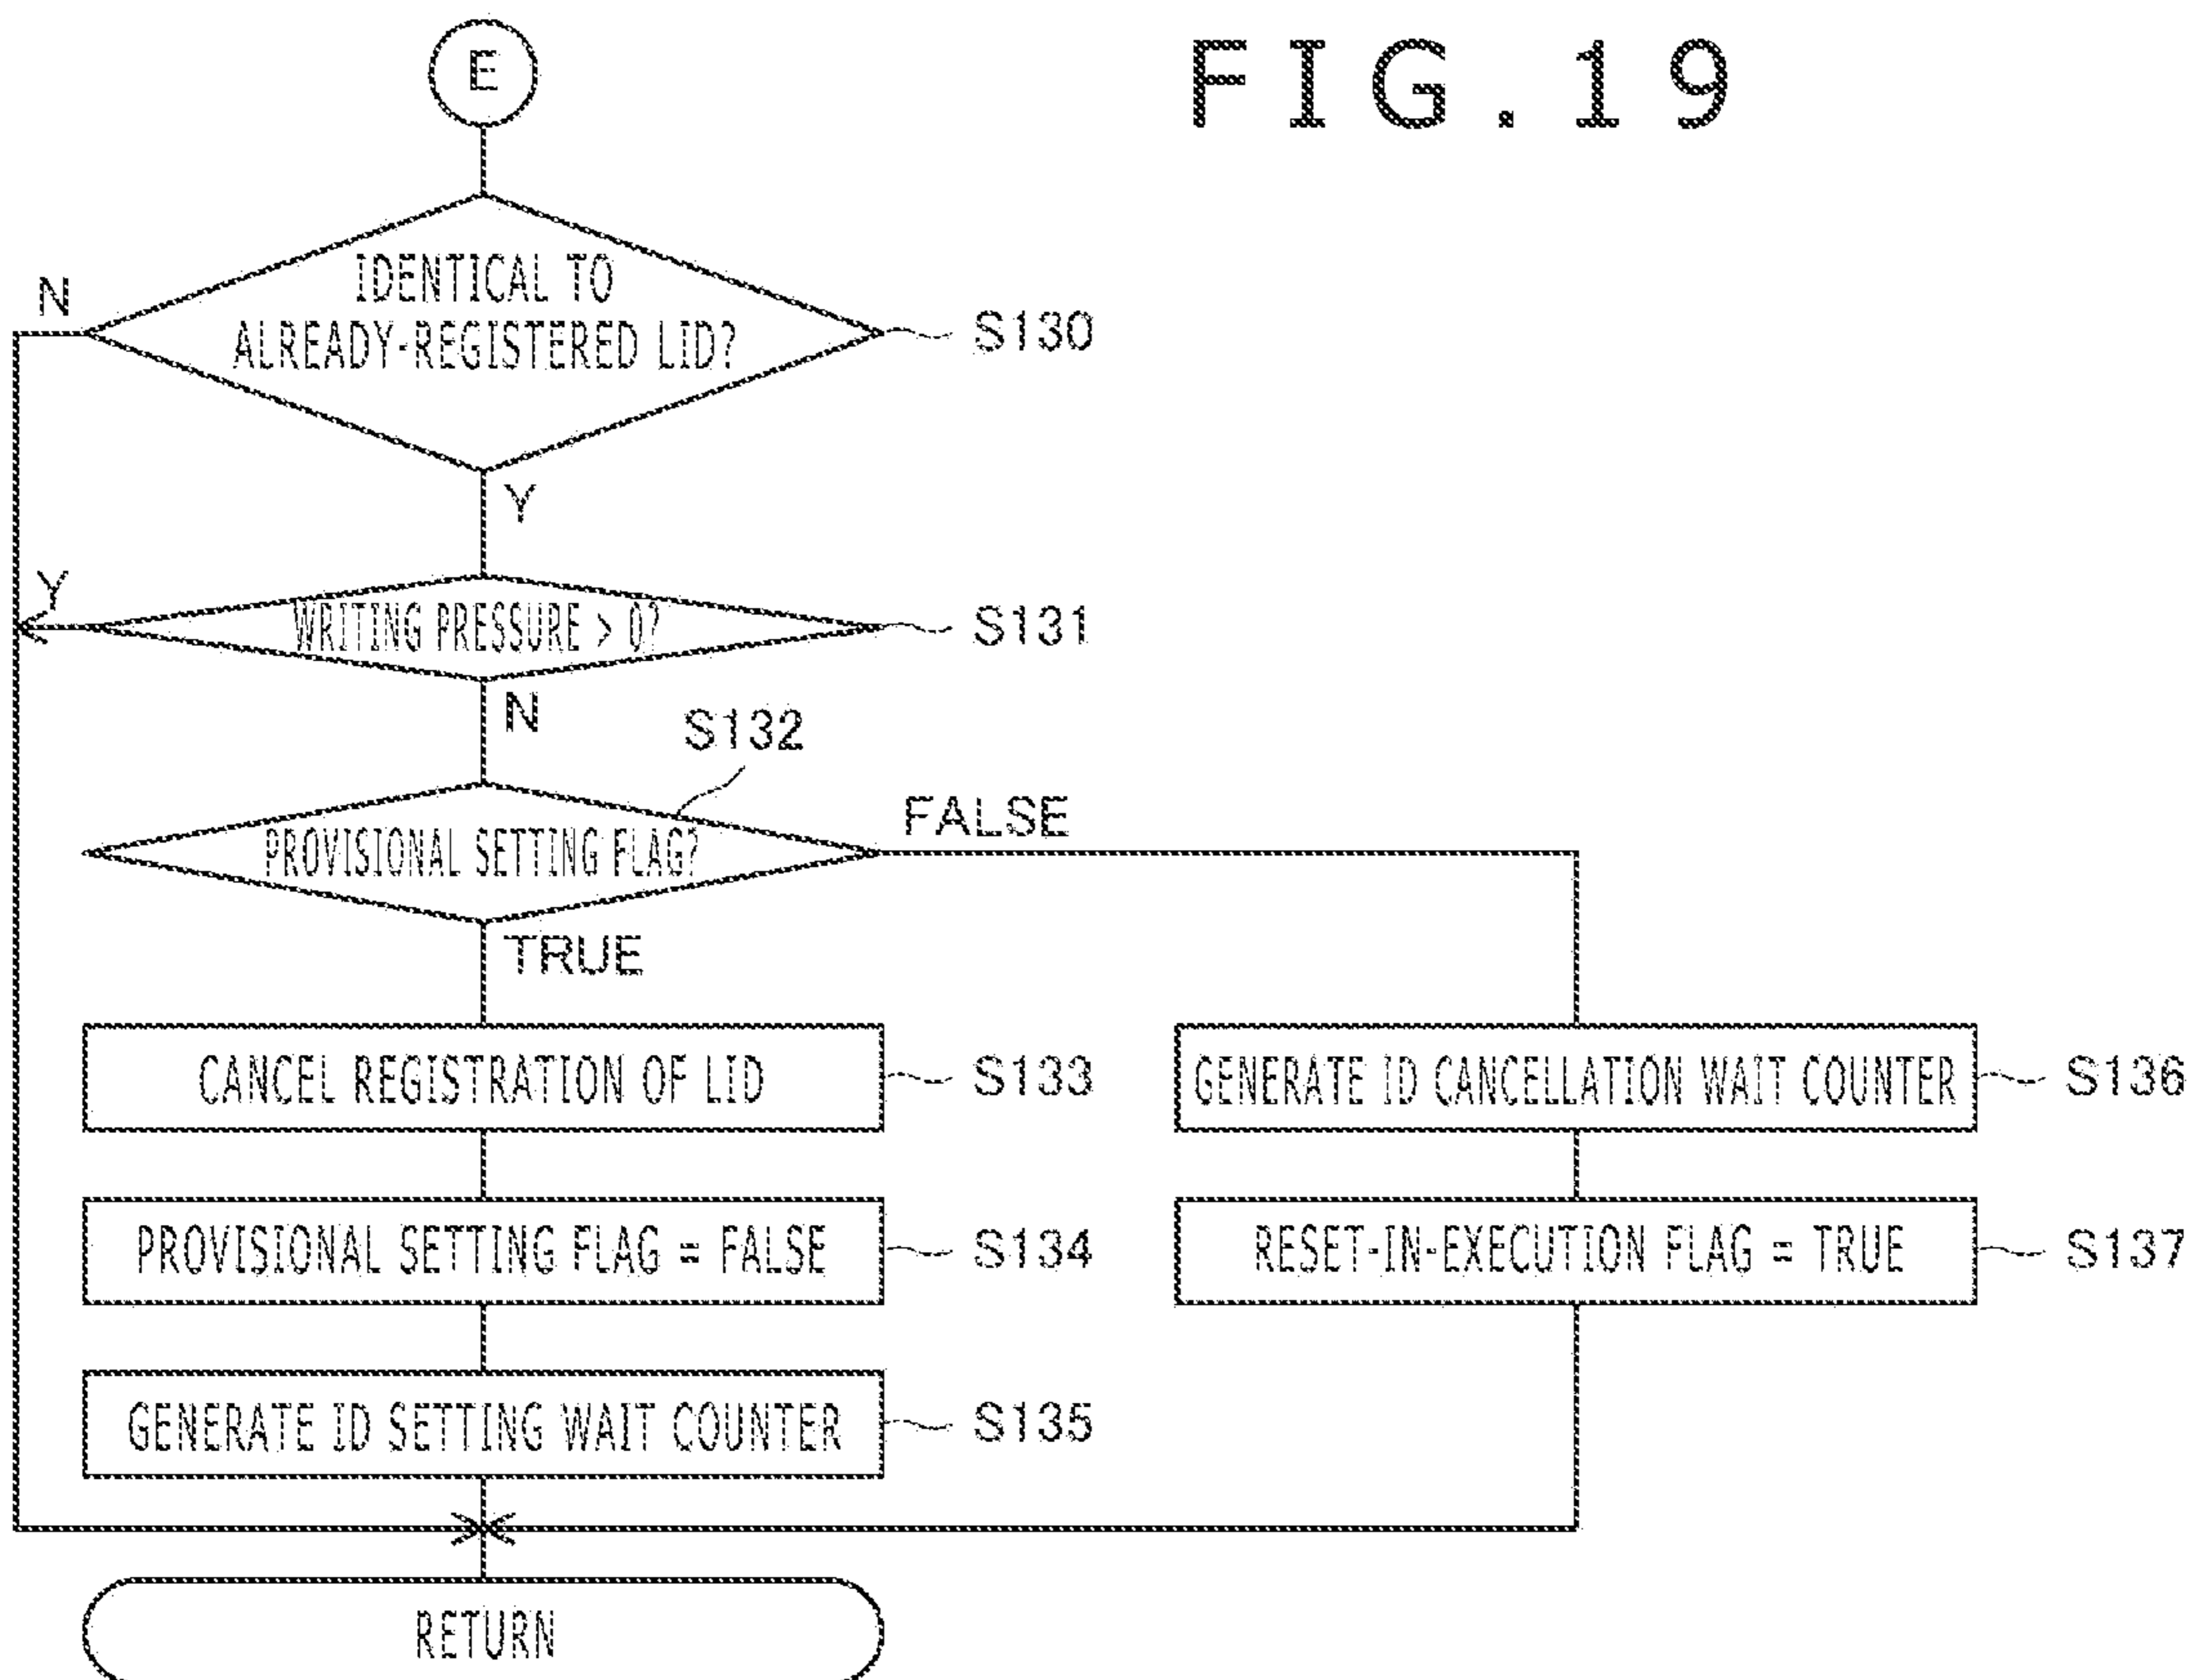 E
FIG.19
N
IDENTICAL TO
ALREADY-REGISTERED LID?
S130
Y
Y
WRITING PRESSURE > 0?
S131
N
S132
PROVISIONAL SETTING FLAG?
FALSE
TRUE
CANCEL REGISTRATION OF LID
S133
GENERATE ID CANCELLATION WAIT COUNTER
S136
PROVISIONAL SETTING FLAG = FALSE
S134
RESET-IN-EXECUTION FLAG = TRUE
S137
GENERATE ID SETTING WAIT COUNTER
S135
RETURN